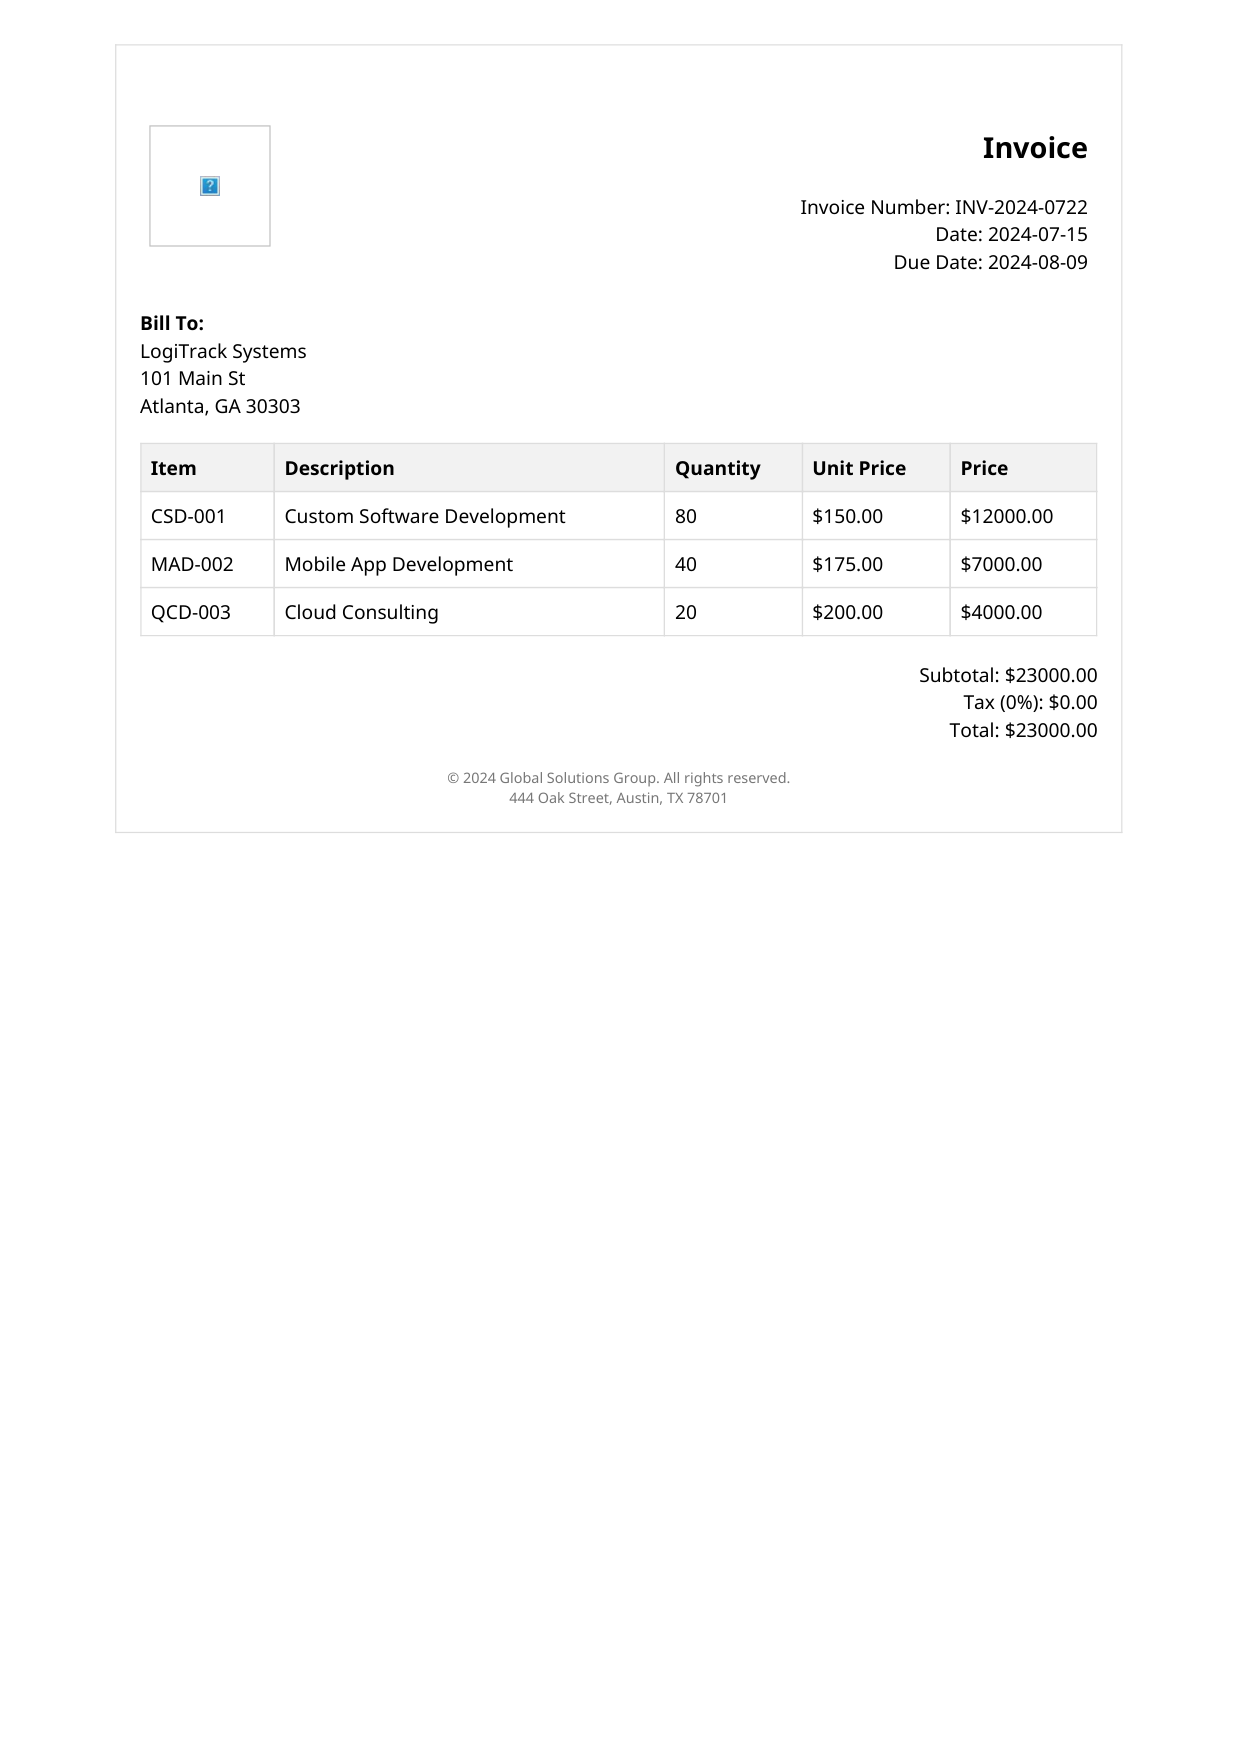 Invoice
Invoice Number: INV-2024-0722
Date: 2024-07-15
Due Date: 2024-08-09
Bill To:
LogiTrack Systems
101 Main St
Atlanta, GA 30303
Item Description Quantity Unit Price Price
CSD-001 Custom Software Development 80 $150.00 $12000.00
MAD-002 Mobile App Development 40 $175.00 $7000.00
QCD-003 Cloud Consulting 20 $200.00 $4000.00
Subtotal: $23000.00
Tax (0%): $0.00
Total: $23000.00
© 2024 Global Solutions Group. All rights reserved.
444 Oak Street, Austin, TX 78701